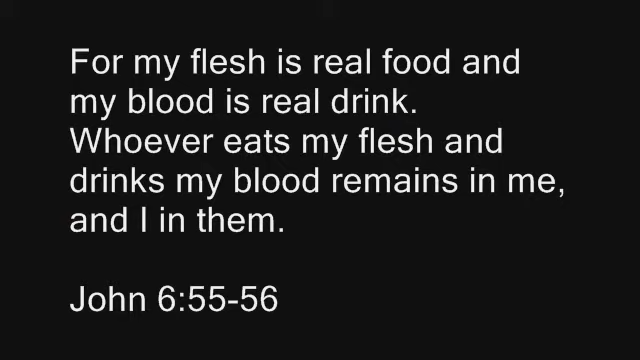 For my flesh is real food and
my blood is real drink.
Whoever eats my flesh and
drinks my blood remains in me,
and I in them.
John 6:55-56